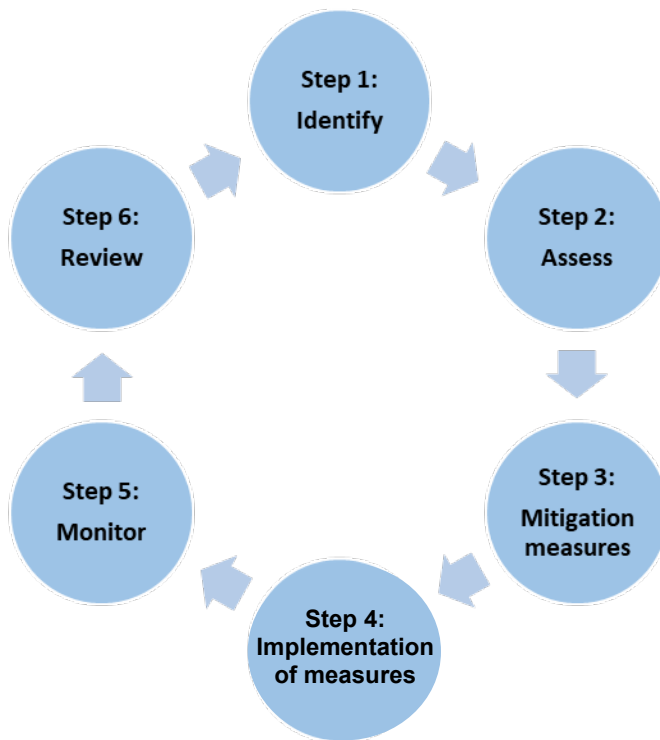 Step 1:
Identify
Step 2:
Assess
Step 3:
Mitigation
measures
Step 4:
Implementation
of measures
Step 5:
Monitor
Step 6:
Review